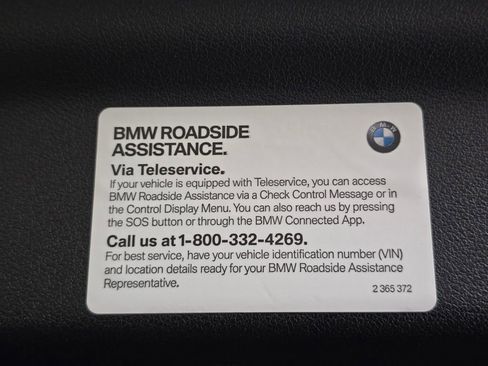 BMW ROADSIDE
ASSISTANCE.
BMW
Via Teleservice.
If your vehicle is equipped with Teleservice, you can access
BMW Roadside Assistance via a Check Control Message or in
the Control Display Menu. You can also reach us by pressing
the SOS button or through the BMW Connected App.
Call us at 1-800-332-4269.
For best service, have your vehicle identification number (VIN)
and location details ready for your BMW Roadside Assistance
Representative.
2 365 372